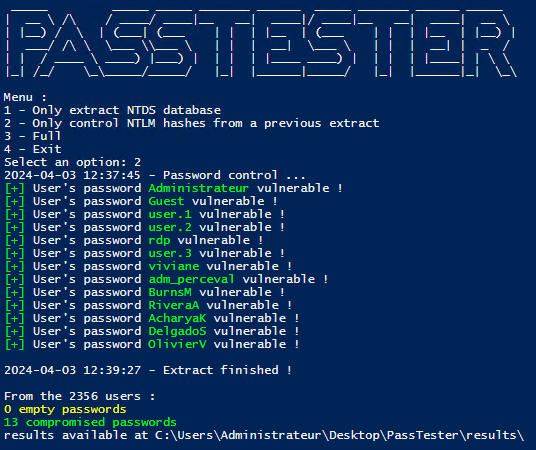 PASSTESTER
Menu :
1 - Only extract NTDS database
2 - Only control NTLM hashes from a previous extract
3 - Full
4 - Exit
Select an option: 2
2024-04-03 12:37:45 - Password control ...
[+] User's password Administrateur vulnerable !
[+] User's password Guest vulnerable !
[+] User's password user.1 vulnerable !
[+] User's password user.2 vulnerable !
[+] User's password rdp vulnerable !
[+] User's password user.3 vulnerable !
[+] User's password viviane vulnerable !
[+] User's password adm_perceval vulnerable !
[+] User's password BurnsM vulnerable !
[+] User's password RiveraA vulnerable !
[+] User's password AcharyaK vulnerable !
[+] User's password DelgadoS vulnerable !
[+] User's password OlivierV vulnerable !
2024-04-03 12:39:27 - Extract finished !
From the 2356 users :
0 empty passwords
13 compromised passwords
results available at C:\Users\Administrateur\Desktop\PassTester\results\